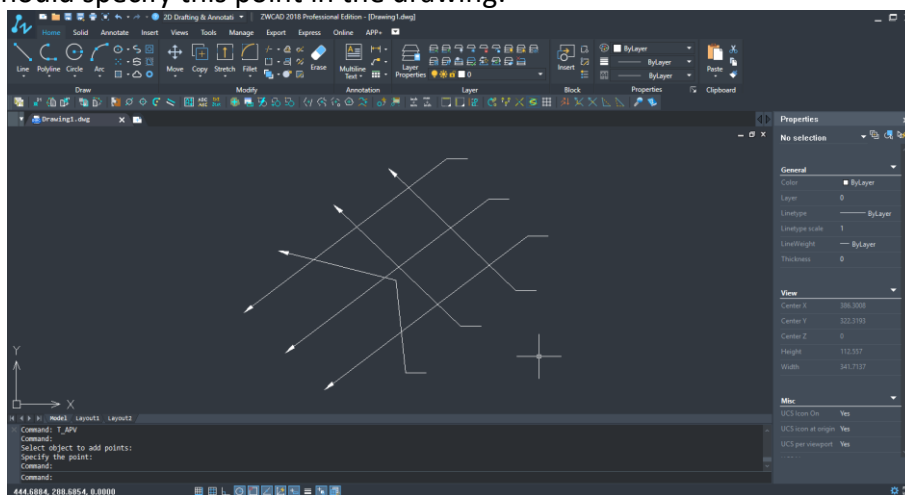 should specify this point in the drawing.
2D Drafting & Annotati
ZWCAD 2018 Professional Edition - [Drawing1.dwg]
Home Solid Annotate Insert Views Tools Manage Export Express Online APP+
Line Polyline Circle Arc
Move Copy Stretch Fillet Erase
Multiline Text
Layer Properties
0
Insert
ByLayer
ByLayer
ByLayer
Paste
Draw Modify Annotation Layer Block Properties Clipboard
Drawing1.dwg
Properties
No selection
General
Color ByLayer
Layer 0
Linetype ByLayer
Linetype scale 1
LineWeight ByLayer
Thickness 0
View
Center X 386.3008
Center Y 322.2193
Center Z 0
Height 112.557
Width 341.7137
Misc
UCS icon On Yes
UCS icon at origin Yes
UCS per viewport Yes
Y
X
Model Layout1 Layout2
Command: T_APV
Command:
Select object to add points:
Specify the point:
Command:
Command:
444.6884, 288.6854, 0.0000